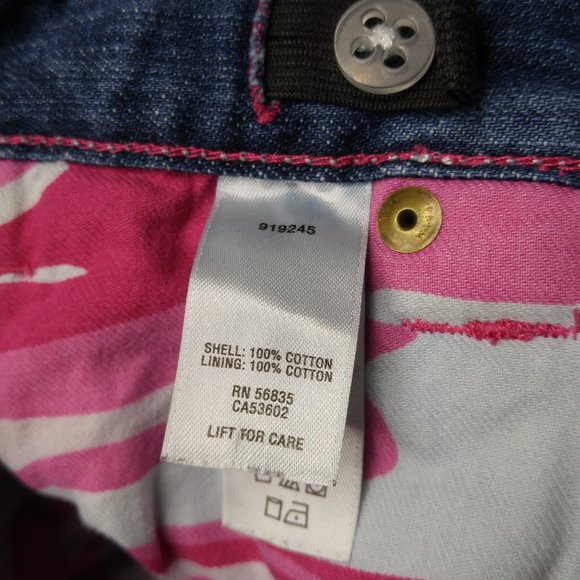 919245
SHELL: 100% COTTON
LINING: 100% COTTON
RN 56835
CA53602
LIFT FOR CARE